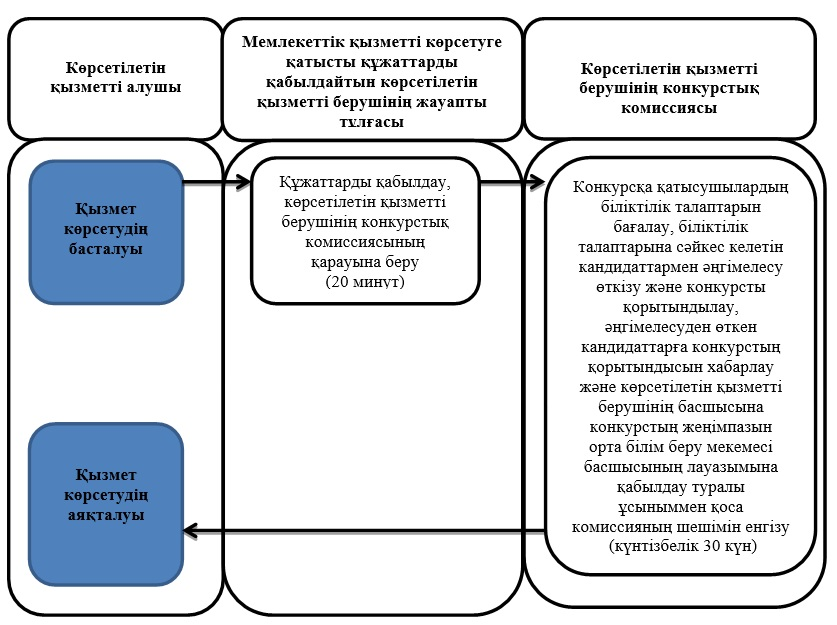 Көрсетілетін
қызметті алушы
Мемлекеттік қызметті көрсетуге
қатысты құжаттарды
қабылдайтын көрсетілетін
қызметті берушінің жауапты
тұлғасы
Көрсетілетін қызметті
берушінің конкурстық
комиссиясы
Қызмет
көрсетудің
басталуы
Құжаттарды қабылдау,
көрсетілетін қызметті
берушінің конкурстық
комиссиясының
қарауына беру
(20 минут)
Конкурсқа қатысушылардың
біліктілік талаптарын
бағалау, біліктілік
талаптарына сәйкес келетін
кандидаттармен әңгімелесу
өткізу және конкурсты
қорытындылау,
әңгімелесуден өткен
кандидаттарға конкурстың
қорытындысын хабарлау
және көрсетілетін қызметті
берушінің басшысына
конкурстың жеңімпазын
орта білім беру мекемесі
басшысының лауазымына
қабылдау туралы
ұсыныммен қоса
комиссияның шешімін енгізу
(күнтізбелік 30 күн)
Қызмет
көрсетудің
аяқталуы